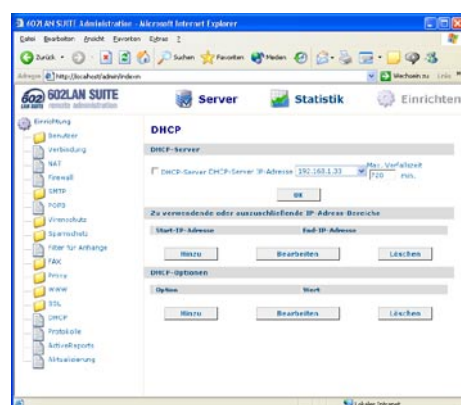 602LAN SUITE Administration - Microsoft Internet Explorer
Datei Bearbeiten Ansicht Favoriten Extras ?
Zurück Suchen Favoriten Medien
Adresse http://localhost/admin/index Wechseln zu Links
602 LAN SUITE 602LAN SUITE remote administration
Server Statistik Einrichten
Einrichtung
Benutzer
Verbindung
NAT
Firewall
SMTP
POP3
Virenschutz
Spamschutz
Filter für Anhänge
FAX
Proxy
WWW
SSL
DHCP
Protokolle
ActiveReports
Aktualisierung
DHCP
DHCP-Server
DHCP-Server DHCP-Server IP-Adresse 192.168.1.33 Max. Verfallszeit 720 min.
OK
Zu verwendende oder auszuschließende IP-Adress-Bereiche
Start-IP-Adresse End-IP-Adresse
Hinzu Bearbeiten Löschen
DHCP-Optionen
Option Wert
Hinzu Bearbeiten Löschen
Lokales Intranet